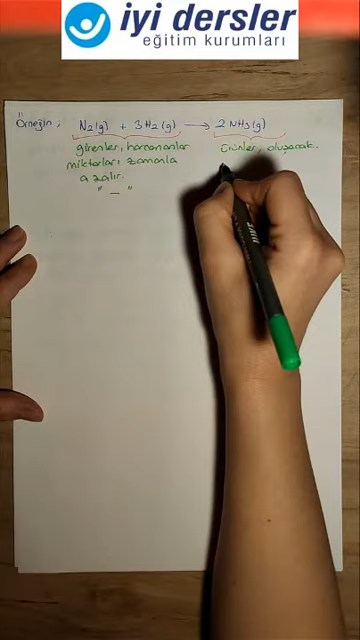 iyi dersler
eğitim kurumları
Örneğin; N₂(g) + 3H₂(g) → 2NH₃(g)
girenler, harcananlar
miktarları zamanla
azalır.
" _ "
ürünler, oluşacak.